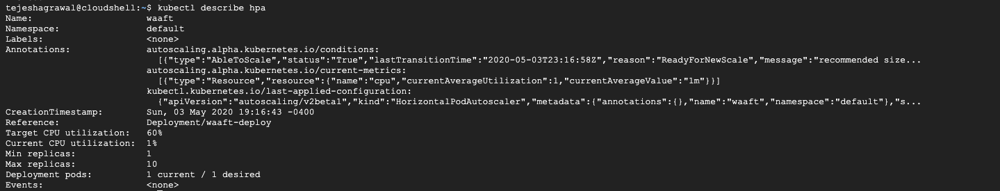 tejeshagrawal@cloudshell:~$ kubectl describe hpa
Name:                     waaft
Namespace:                default
Labels:                   <none>
Annotations:              autoscaling.alpha.kubernetes.io/conditions:
                            [{"type":"AbleToScale","status":"True","lastTransitionTime":"2020-05-03T23:16:58Z","reason":"ReadyForNewScale","message":"recommended size...
                          autoscaling.alpha.kubernetes.io/current-metrics:
                            [{"type":"Resource","resource":{"name":"cpu","currentAverageUtilization":1,"currentAverageValue":"1m"}}]
                          kubectl.kubernetes.io/last-applied-configuration:
                            {"apiVersion":"autoscaling/v2beta1","kind":"HorizontalPodAutoscaler","metadata":{"annotations":{},"name":"waaft","namespace":"default"},"s...
CreationTimestamp:        Sun, 03 May 2020 19:16:43 -0400
Reference:                Deployment/waaft-deploy
Target CPU utilization:   60%
Current CPU utilization:  1%
Min replicas:             1
Max replicas:             10
Deployment pods:          1 current / 1 desired
Events:                   <none>